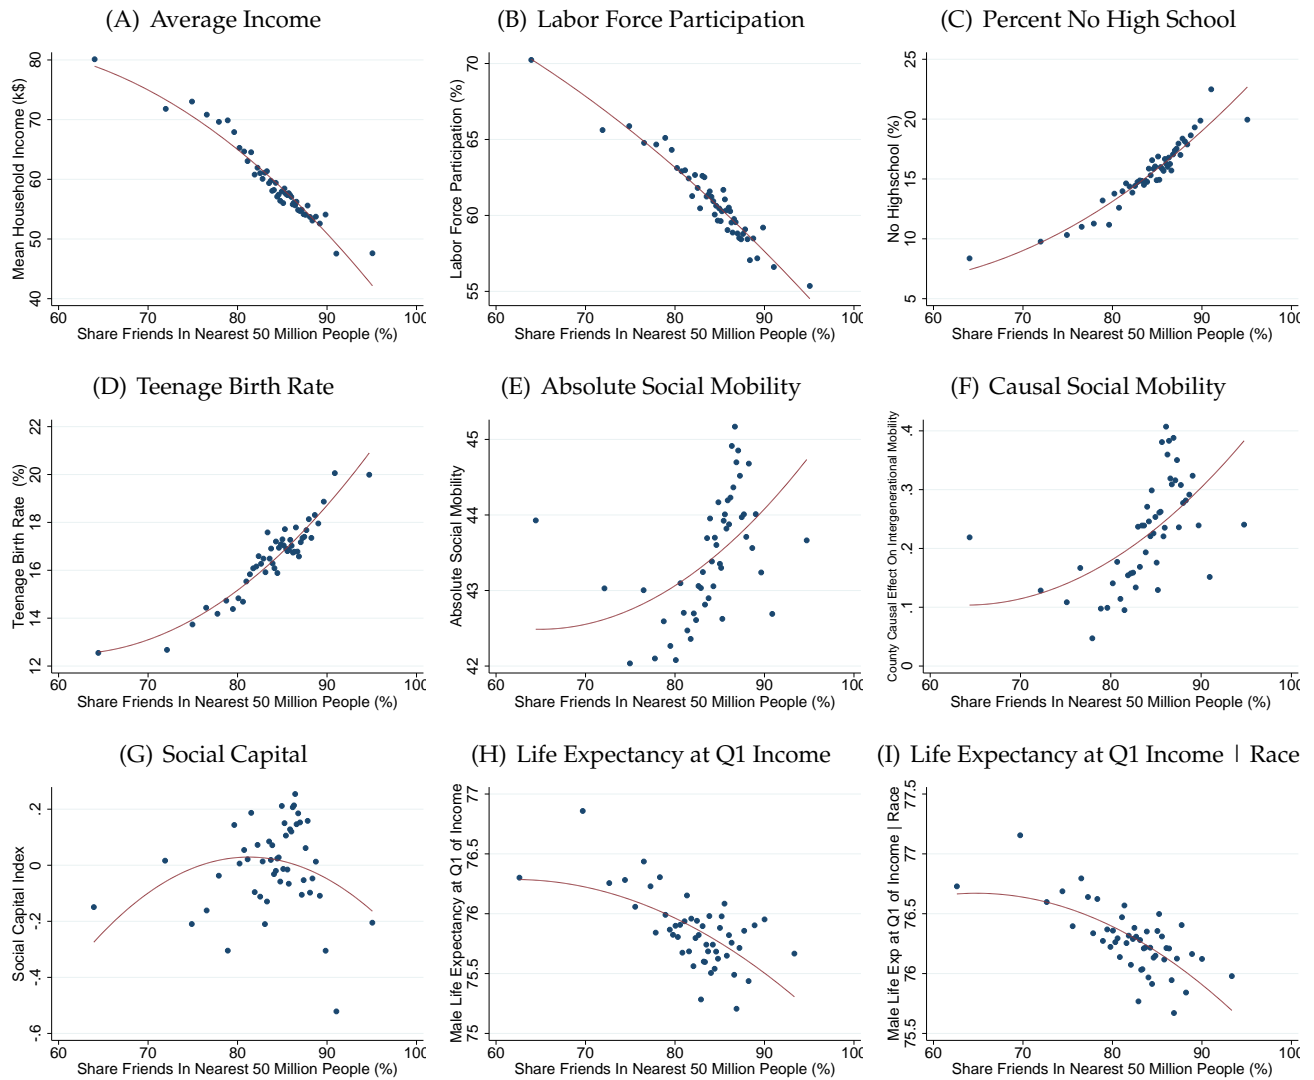 (A) Average Income
Mean Household Income (k$)
80
70
60
50
40
60 70 80 90 100
Share Friends In Nearest 50 Million People (%)
(B) Labor Force Participation
Labor Force Participation (%)
70
65
60
55
60 70 80 90 100
Share Friends In Nearest 50 Million People (%)
(C) Percent No High School
No Highschool (%)
25
20
15
10
5
60 70 80 90 100
Share Friends In Nearest 50 Million People (%)
(D) Teenage Birth Rate
Teenage Birth Rate (%)
22
20
18
16
14
12
60 70 80 90 100
Share Friends In Nearest 50 Million People (%)
(E) Absolute Social Mobility
Absolute Social Mobility
45
44
43
42
60 70 80 90 100
Share Friends In Nearest 50 Million People (%)
(F) Causal Social Mobility
County Causal Effect On Intergenerational Mobility
.4
.3
.2
.1
0
60 70 80 90 100
Share Friends In Nearest 50 Million People (%)
(G) Social Capital
Social Capital Index
.2
0
-.2
-.4
-.6
60 70 80 90 100
Share Friends In Nearest 50 Million People (%)
(H) Life Expectancy at Q1 Income
Male Life Expectancy at Q1 of Income
77
76.5
76
75.5
75
60 70 80 90 100
Share Friends In Nearest 50 Million People (%)
(I) Life Expectancy at Q1 Income | Race
Male Life Exp at Q1 of Income | Race
77.5
77
76.5
76
75.5
60 70 80 90 100
Share Friends In Nearest 50 Million People (%)